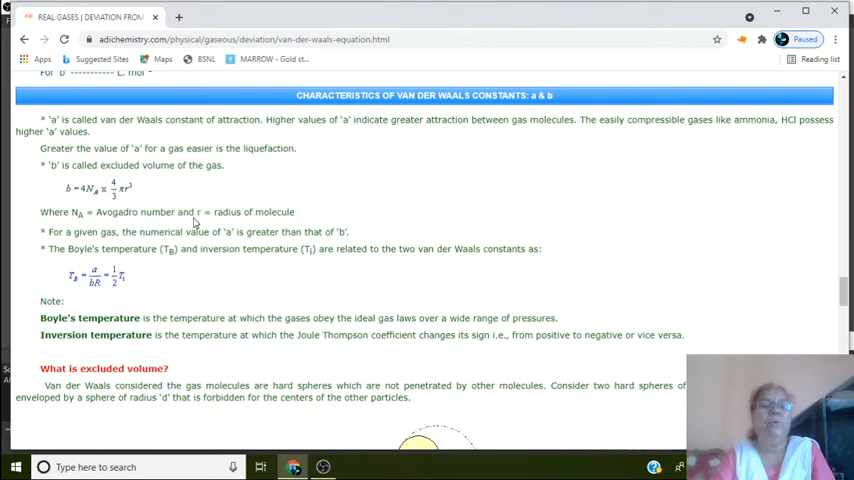 REAL GASES | DEVIATION FROM
adichemistry.com/physical/gaseous/deviation/van-der-waals-equation.html
Paused
Apps
Suggested Sites
Maps
BSNL
MARROW - Gold st...
Reading list
For 'b' ---------- L. mol
CHARACTERISTICS OF VAN DER WAALS CONSTANTS: a & b
* 'a' is called van der Waals constant of attraction. Higher values of 'a' indicate greater attraction between gas molecules. The easily compressible gases like ammonia, HCl possess
higher 'a' values.
Greater the value of 'a' for a gas easier is the liquefaction.
* 'b' is called excluded volume of the gas.
b = 4N_A x 4/3 πr³
Where N_A = Avogadro number and r = radius of molecule
* For a given gas, the numerical value of 'a' is greater than that of 'b'.
* The Boyle's temperature (T_B) and inversion temperature (T_i) are related to the two van der Waals constants as:
T_B = a/bR = 1/2 T_i
Note:
Boyle's temperature is the temperature at which the gases obey the ideal gas laws over a wide range of pressures.
Inversion temperature is the temperature at which the Joule Thompson coefficient changes its sign i.e., from positive to negative or vice versa.
What is excluded volume?
Van der Waals considered the gas molecules are hard spheres which are not penetrated by other molecules. Consider two hard spheres of
enveloped by a sphere of radius 'd' that is forbidden for the centers of the other particles.
Type here to search